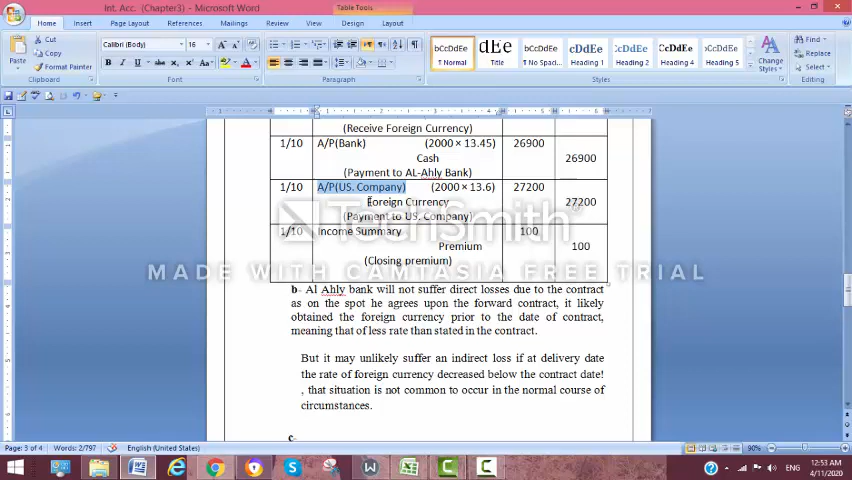 Int. Acc. (Chapter3) - Microsoft Word
Table Tools
Home Insert Page Layout References Mailings Review View Design Layout
Paste
Cut
Copy
Format Painter
Clipboard
Calibri (Body) 16
Font
Paragraph
bCcDdEe ¶ Normal
dEe Title
bCcDdEe ¶ No Spac...
cDdE Heading 1
bCcDdEe Heading 2
cDdEe Heading 4
bCcDdEe Heading 5
Change Styles
Styles
Find
Replace
Select
Editing
(Receive Foreign Currency)
1/10 A/P(Bank) (2000 × 13.45) 26900
Cash 26900
(Payment to AL-Ahly Bank)
1/10 A/P(US. Company) (2000 × 13.6) 27200
Foreign Currency 27200
(Payment to US. Company)
1/10 Income Summary 100
Premium 100
(Closing premium)
TechSmith
MADE WITH CAMTASIA FREE TRIAL
b- Al Ahly bank will not suffer direct losses due to the contract
as on the spot he agrees upon the forward contract, it likely
obtained the foreign currency prior to the date of contract,
meaning that of less rate than stated in the contract.
But it may unlikely suffer an indirect loss if at delivery date
the rate of foreign currency decreased below the contract date!
, that situation is not common to occur in the normal course of
circumstances.
c-
Page: 3 of 4 Words: 2/797 English (United States) 90%
ENG 12:53 AM
4/11/2020